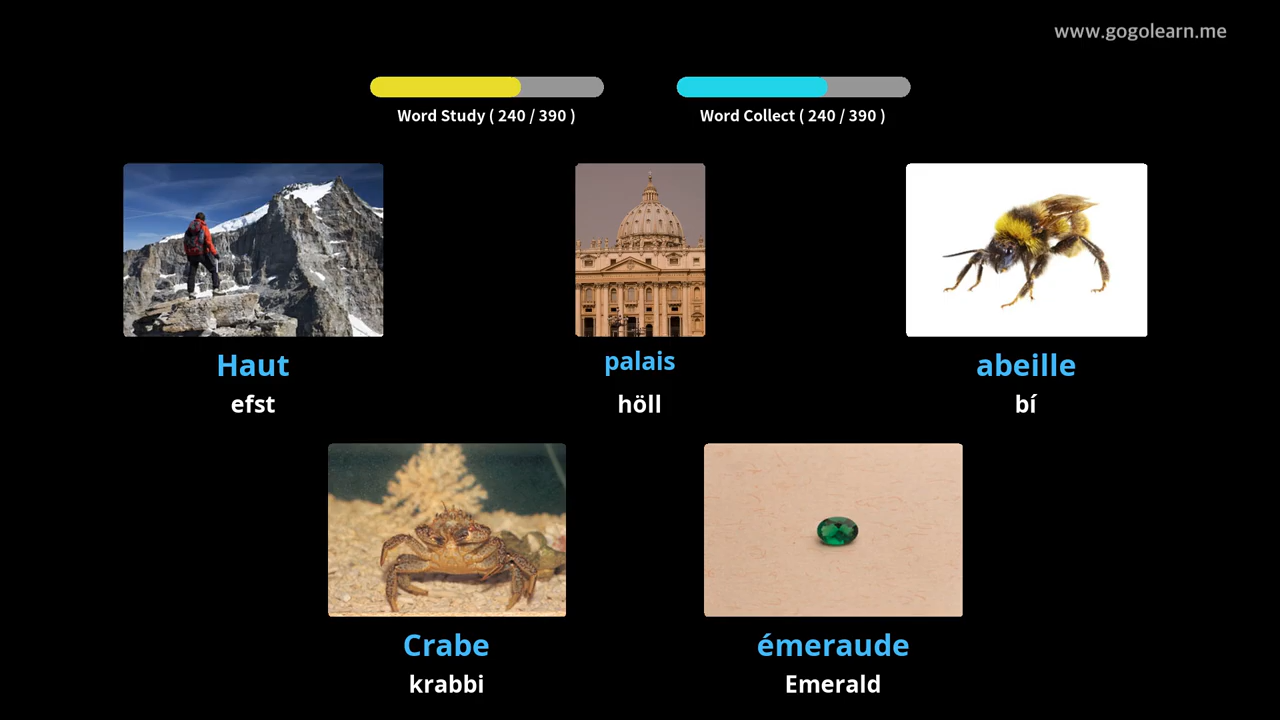 www.gogolearn.me
Word Study ( 240 / 390 )
Word Collect ( 240 / 390 )
Haut
efst
palais
höll
abeille
bí
Crabe
krabbi
émeraude
Emerald